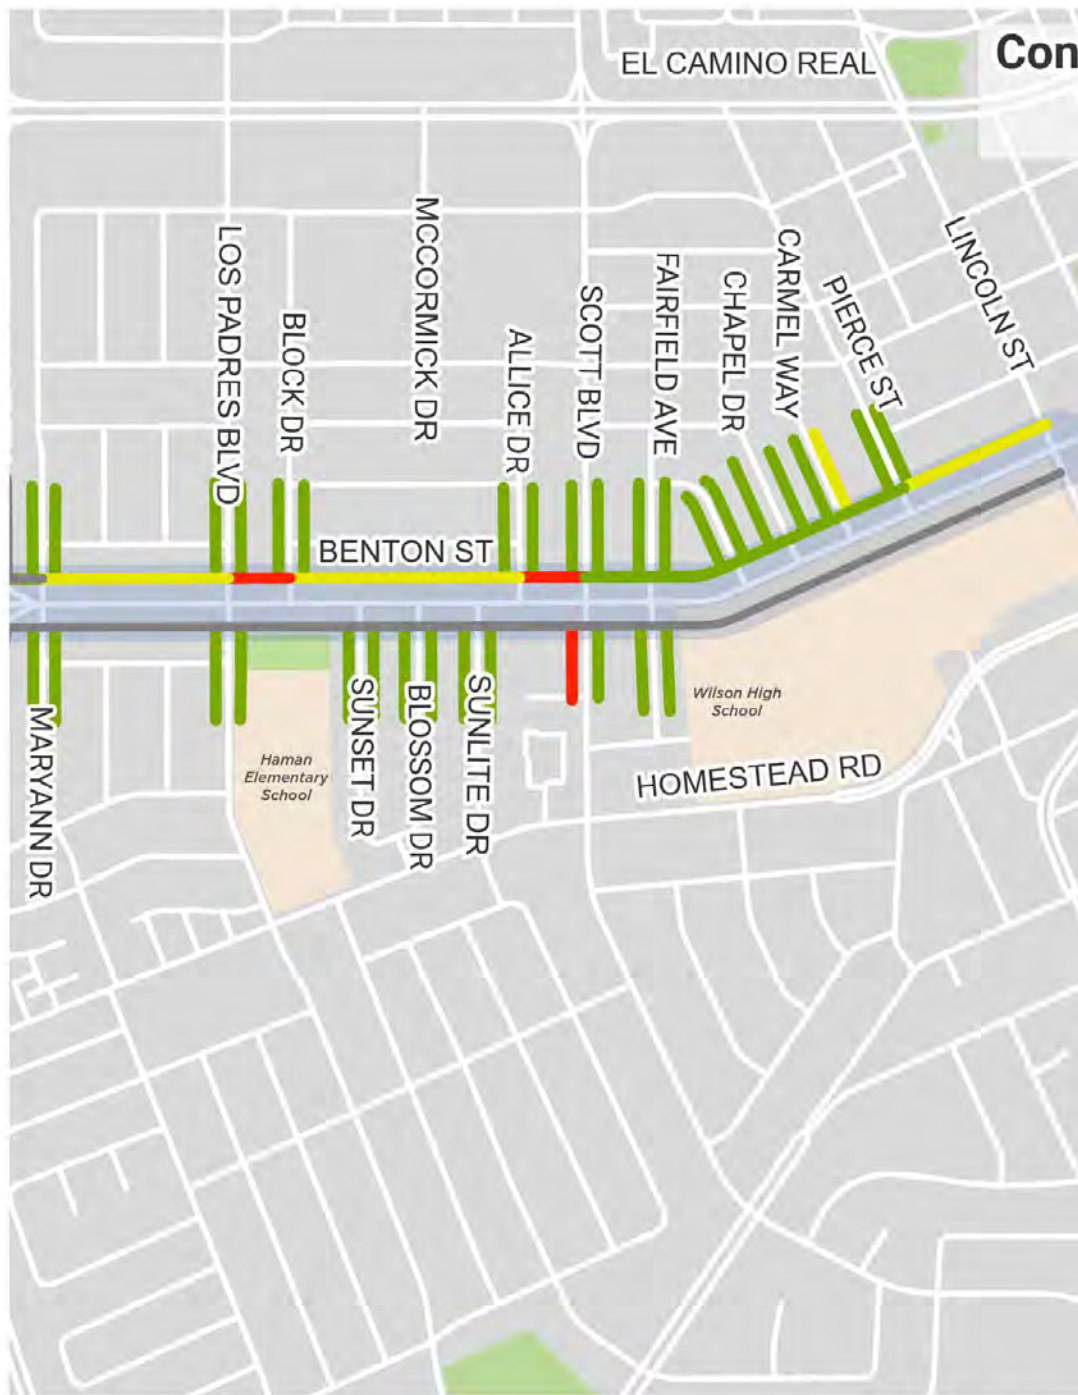 EL CAMINO REAL
Con
LINCOLN ST
MCCORMICK DR
LOS PADRES BLVD
CARMEL WAY
FAIRFIELD AVE
CHAPEL DR
PIERCE ST
SCOTT BLVD
BLOCK DR
ALLICE DR
BENTON ST
SUNSET DR
BLOSSOM DR
SUNLITE DR
Wilson High
School
MARYANN DR
Haman
Elementary
School
HOMESTEAD RD